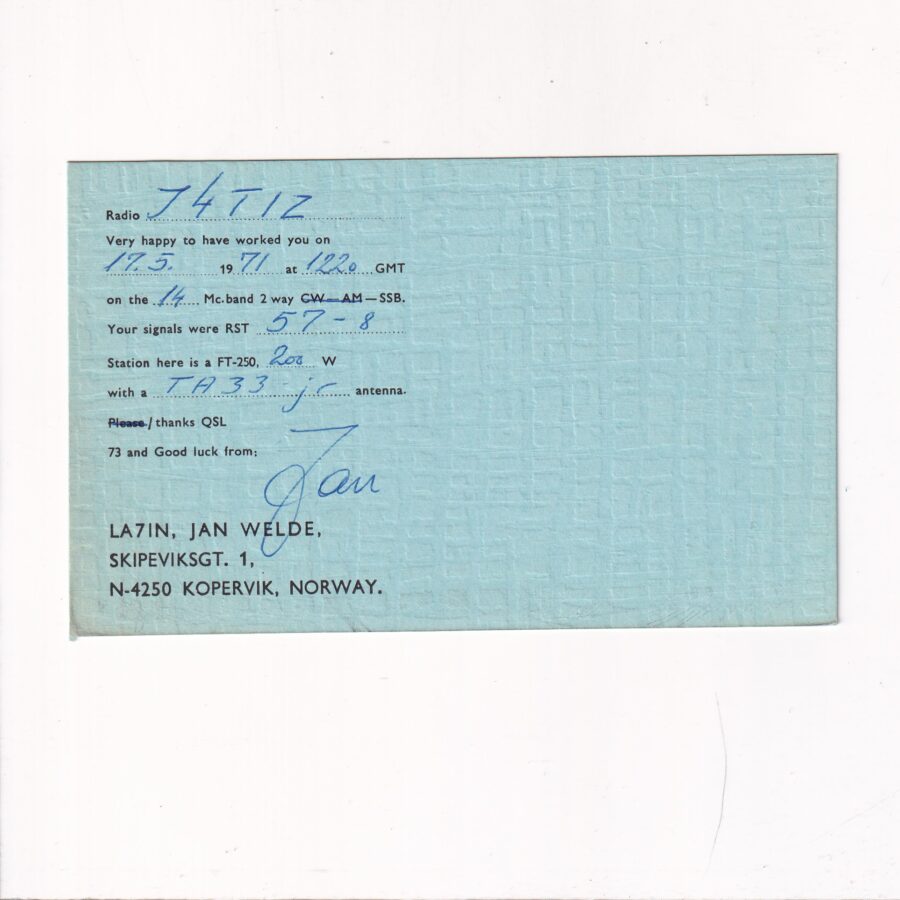 Radio I4TIZ
Very happy to have worked you on
17.5. 1971 at 1220 GMT
on the 14 Mc. band 2 way CW—AM—SSB.
Your signals were RST 57-8
Station here is a FT-250, 200 W
with a TA33-jr antenna.
Please / thanks QSL
73 and Good luck from:
Jan
LA7IN, JAN WELDE,
SKIPEVIKSGT. 1,
N-4250 KOPERVIK, NORWAY.